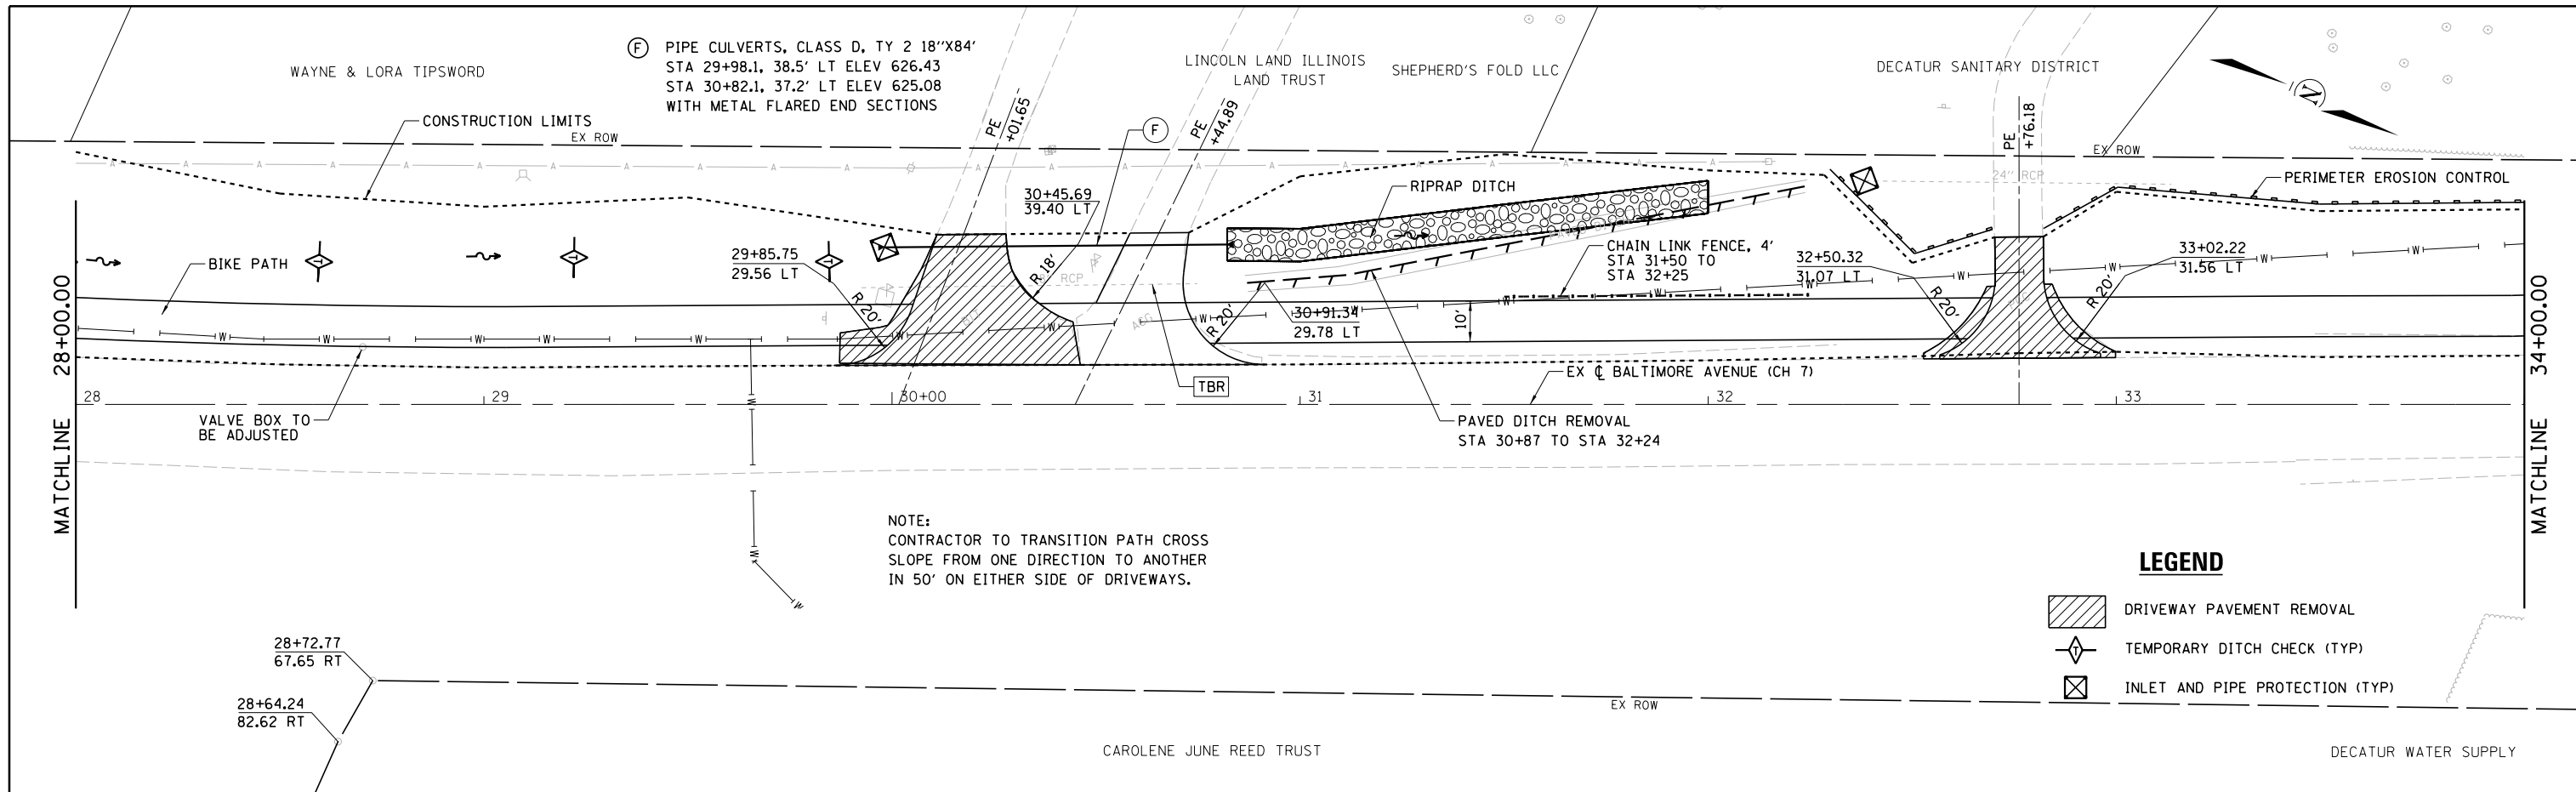 WAYNE & LORA TIPSWORD
F PIPE CULVERTS, CLASS D, TY 2 18"X84'
STA 29+98.1, 38.5' LT ELEV 626.43
STA 30+82.1, 37.2' LT ELEV 625.08
WITH METAL FLARED END SECTIONS
LINCOLN LAND ILLINOIS
LAND TRUST
SHEPHERD'S FOLD LLC
DECATUR SANITARY DISTRICT
N
CONSTRUCTION LIMITS
EX ROW
PE
+01.65
F
PE
+44.89
PE
+76.18
EX ROW
24" RCP
PERIMETER EROSION CONTROL
RIPRAP DITCH
30+45.69
39.40 LT
29+85.75
29.56 LT
BIKE PATH
R 18'
RCP
R 20'
CHAIN LINK FENCE, 4'
STA 31+50 TO
STA 32+25
32+50.32
31.07 LT
33+02.22
31.56 LT
R 20'
R 20'
R 20'
30+91.34
29.78 LT
10'
AGG
MATCHLINE 28+00.00
MATCHLINE 34+00.00
TBR
EX CL BALTIMORE AVENUE (CH 7)
28
29
30+00
31
32
33
VALVE BOX TO
BE ADJUSTED
PAVED DITCH REMOVAL
STA 30+87 TO STA 32+24
NOTE:
CONTRACTOR TO TRANSITION PATH CROSS
SLOPE FROM ONE DIRECTION TO ANOTHER
IN 50' ON EITHER SIDE OF DRIVEWAYS.
LEGEND
DRIVEWAY PAVEMENT REMOVAL
T TEMPORARY DITCH CHECK (TYP)
INLET AND PIPE PROTECTION (TYP)
28+72.77
67.65 RT
28+64.24
82.62 RT
EX ROW
CAROLENE JUNE REED TRUST
DECATUR WATER SUPPLY